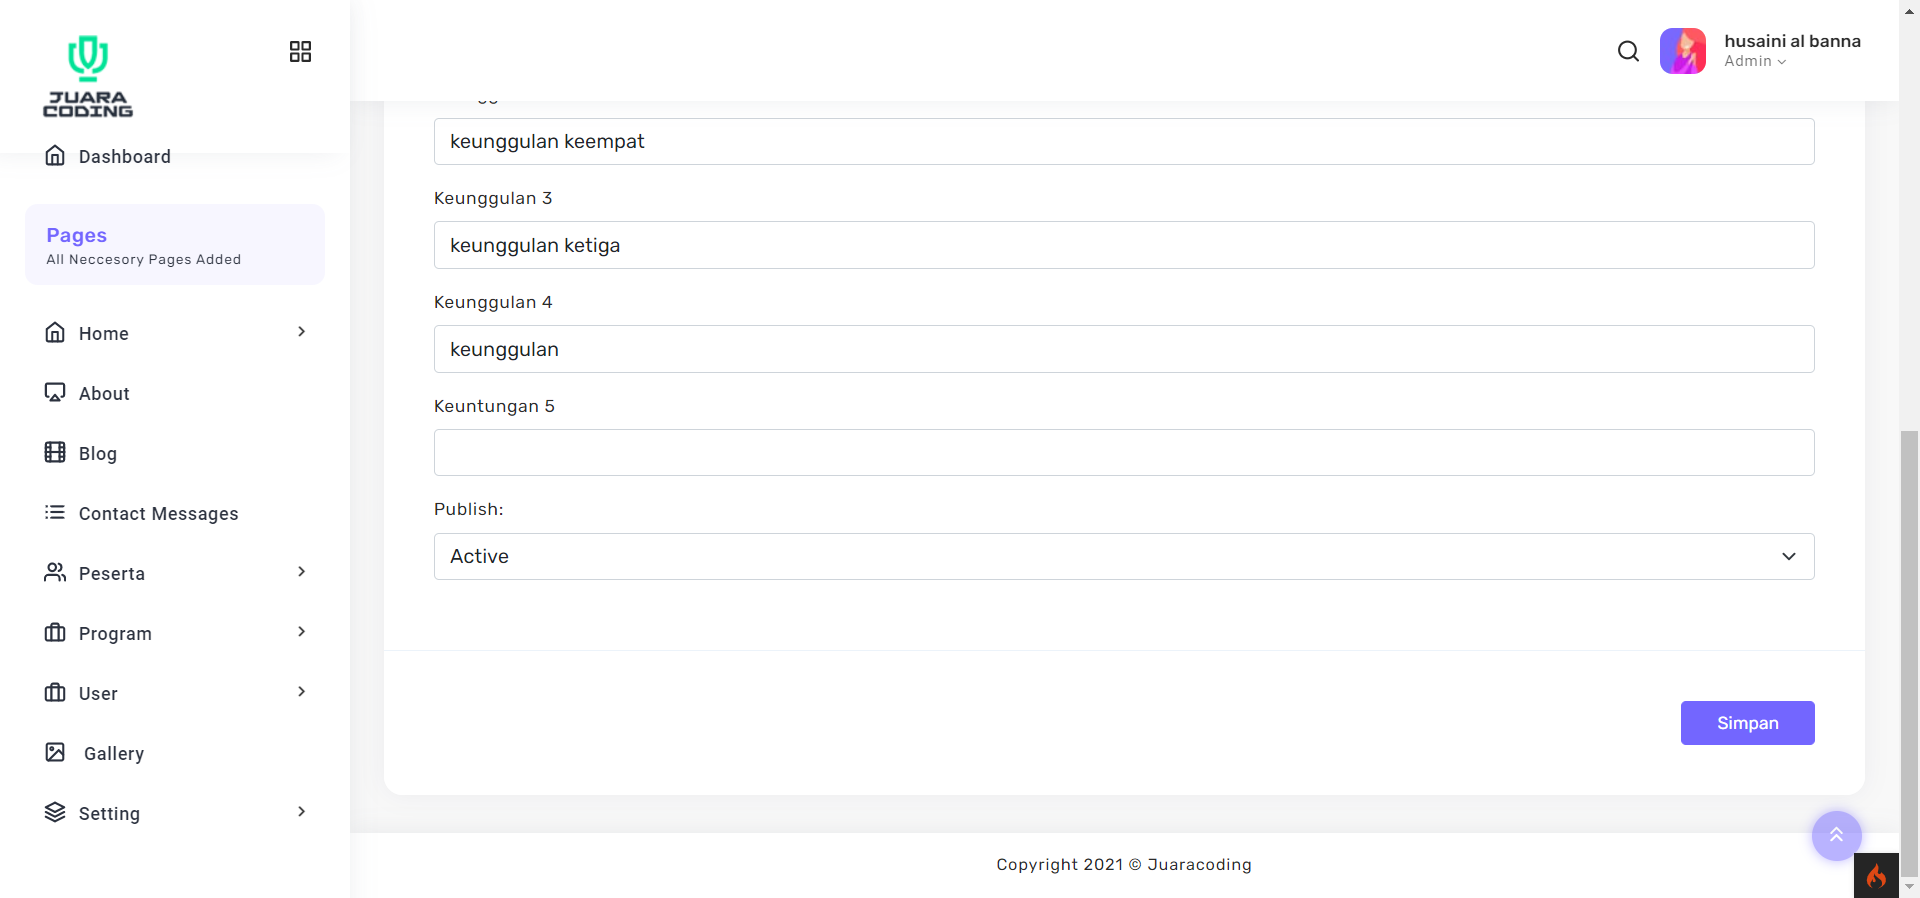 JUARA
CODING
husaini al banna
Admin
Dashboard
Pages
All Neccesory Pages Added
Home
About
Blog
Contact Messages
Peserta
Program
User
Gallery
Setting
keunggulan keempat
Keunggulan 3
keunggulan ketiga
Keunggulan 4
keunggulan
Keuntungan 5
Publish:
Active
Simpan
Copyright 2021 © Juaracoding